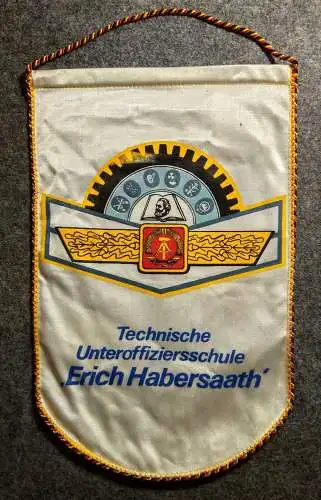 Technische
Unteroffiziersschule
‚Erich Habersaath‘